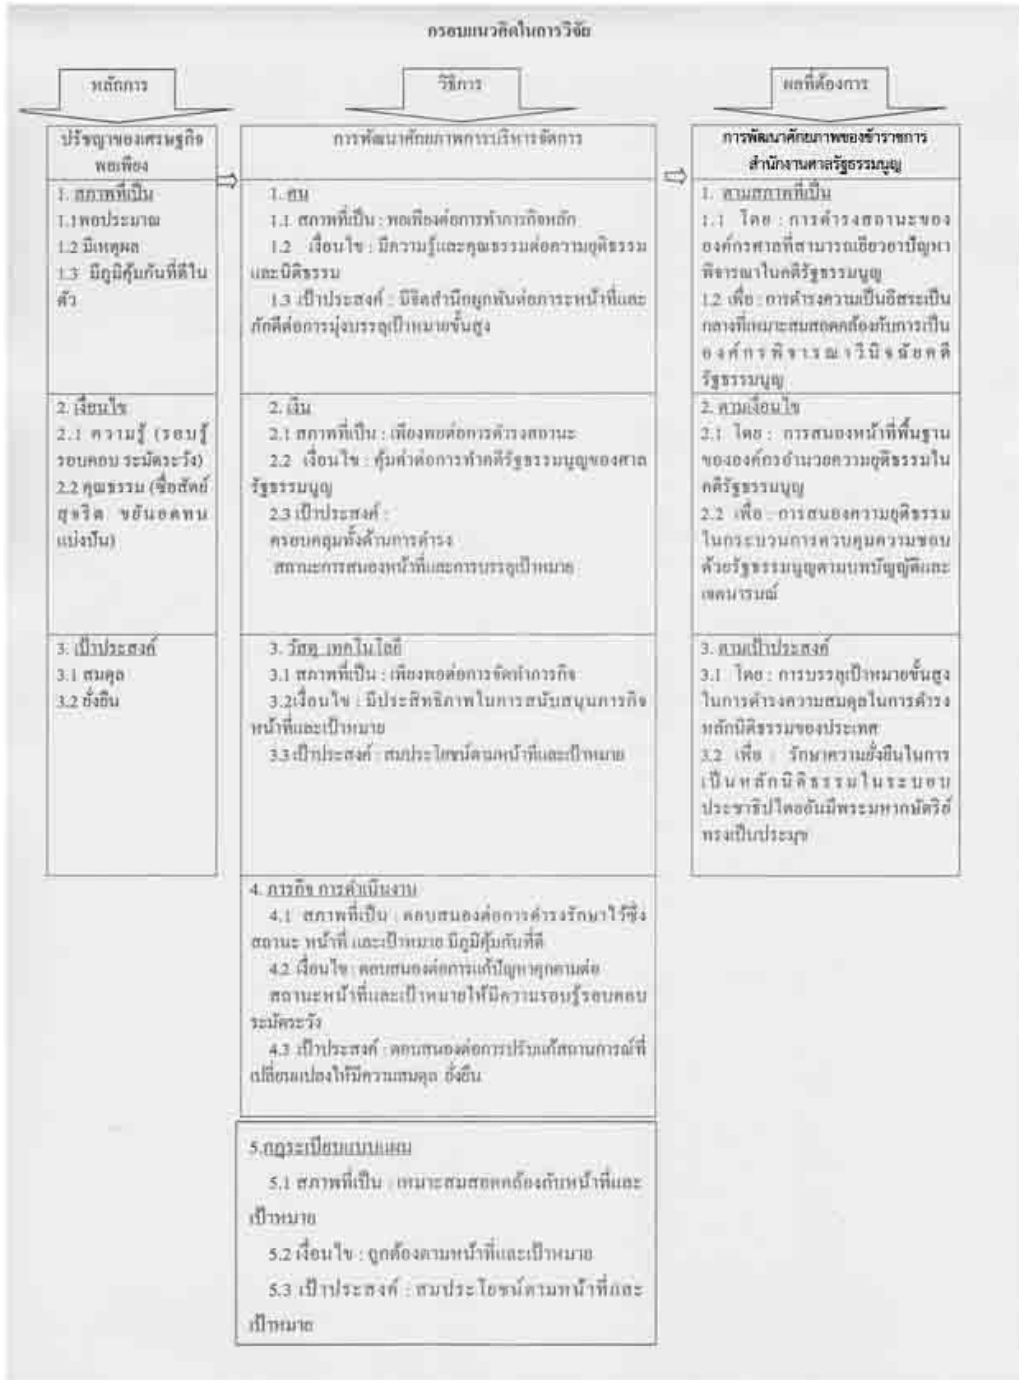 กรอบแนวคิดในการวิจัย
หลักการ
วิธีการ
ผลที่ต้องการ
ปรัชญาของเศรษฐกิจ
พอเพียง
1. สภาพที่เป็น
1.1พอประมาณ
1.2 มีเหตุผล
1.3 มีภูมิคุ้มกันที่ดีใน
ตัว
2. เงื่อนไข
2.1 ความรู้ (รอบรู้
รอบคอบ ระมัดระวัง)
2.2 คุณธรรม (ซื่อสัตย์
สุจริต ขยันอดทน
แบ่งปัน)
3. เป้าประสงค์
3.1 สมดุล
3.2 ยั่งยืน
การพัฒนาศักยภาพการบริหารจัดการ
1. คน
1.1 สภาพที่เป็น : พอเพียงต่อการทำภารกิจหลัก
1.2 เงื่อนไข : มีความรู้และคุณธรรมต่อความยุติธรรม
และนิติธรรม
1.3 เป้าประสงค์ : มีจิตสำนึกผูกพันต่อภาระหน้าที่และ
ภักดีต่อการมุ่งบรรลุเป้าหมายขั้นสูง
2. เงิน
2.1 สภาพที่เป็น : เพียงพอต่อการดำรงสถานะ
2.2 เงื่อนไข : คุ้มค่าต่อการทำคดีรัฐธรรมนูญของศาล
รัฐธรรมนูญ
2.3 เป้าประสงค์ :
ครอบคลุมทั้งด้านการดำรง
สถานะการสนองหน้าที่และการบรรลุเป้าหมาย
3. วัสดุ เทคโนโลยี
3.1 สภาพที่เป็น : เพียงพอต่อการจัดทำภารกิจ
3.2เงื่อนไข : มีประสิทธิภาพในการสนับสนุนภารกิจ
หน้าที่และเป้าหมาย
3.3 เป้าประสงค์ : สมประโยชน์ตามหน้าที่และเป้าหมาย
4. ภารกิจ การดำเนินงาน
4.1 สภาพที่เป็น : ตอบสนองต่อการดำรงรักษาไว้ซึ่ง
สถานะ หน้าที่ และเป้าหมาย มีภูมิคุ้มกันที่ดี
4.2 เงื่อนไข : ตอบสนองต่อการแก้ปัญหาคุกคามต่อ
สถานะหน้าที่และเป้าหมายให้มีความรอบรู้รอบคอบ
ระมัดระวัง
4.3 เป้าประสงค์ : ตอบสนองต่อการปรับแก้สถานการณ์ที่
เปลี่ยนแปลงให้มีความสมดุล ยั่งยืน
5.กฎระเบียบแบบแผน
5.1 สภาพที่เป็น : เหมาะสมสอดคล้องกับหน้าที่และ
เป้าหมาย
5.2 เงื่อนไข : ถูกต้องตามหน้าที่และเป้าหมาย
5.3 เป้าประสงค์ : สมประโยชน์ตามหน้าที่และ
เป้าหมาย
การพัฒนาศักยภาพของข้าราชการ
สำนักงานศาลรัฐธรรมนูญ
1. ตามสภาพที่เป็น
1.1 โดย : การดำรงสถานะของ
องค์กรศาลที่สามารถเยียวยาปัญหา
พิจารณาในคดีรัฐธรรมนูญ
1.2 เพื่อ : การดำรงความเป็นอิสระเป็น
กลางที่เหมาะสมสอดคล้องกับการเป็น
องค์กรพิจารณาวินิจฉัยคดี
รัฐธรรมนูญ
2. ตามเงื่อนไข
2.1 โดย : การสนองหน้าที่พื้นฐาน
ขององค์กรอำนวยความยุติธรรมใน
คดีรัฐธรรมนูญ
2.2 เพื่อ : การสนองความยุติธรรม
ในกระบวนการควบคุมความชอบ
ด้วยรัฐธรรมนูญตามบทบัญญัติและ
เจตนารมณ์
3. ตามเป้าประสงค์
3.1 โดย : การบรรลุเป้าหมายขั้นสูง
ในการดำรงความสมดุลในการดำรง
หลักนิติธรรมของประเทศ
3.2 เพื่อ : รักษาความยั่งยืนในการ
เป็นหลักนิติธรรมในระบอบ
ประชาธิปไตยอันมีพระมหากษัตริย์
ทรงเป็นประมุข